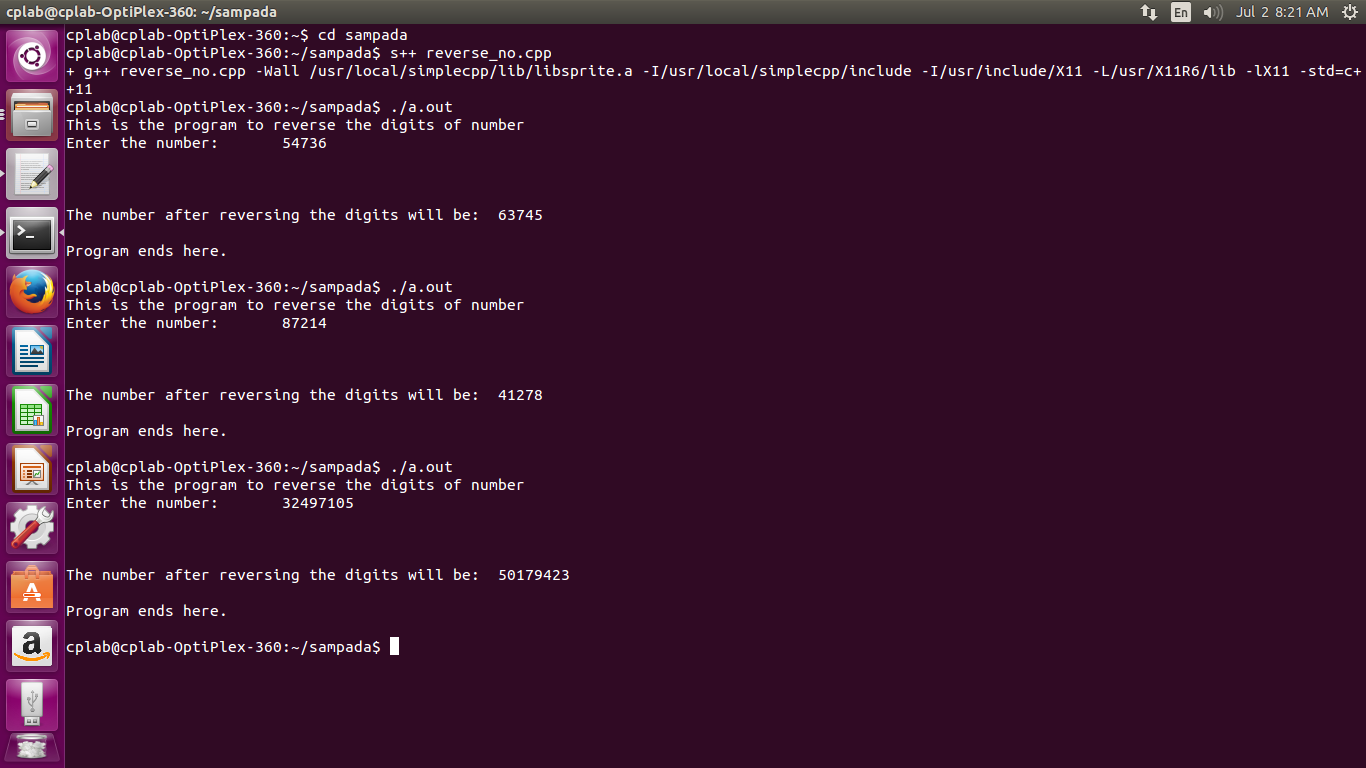 cplab@cplab-OptiPlex-360: ~/sampada
En
Jul 2 8:21 AM
cplab@cplab-OptiPlex-360:~$ cd sampada
cplab@cplab-OptiPlex-360:~/sampada$ s++ reverse_no.cpp
+ g++ reverse_no.cpp -Wall /usr/local/simplecpp/lib/libsprite.a -I/usr/local/simplecpp/include -I/usr/include/X11 -L/usr/X11R6/lib -lX11 -std=c+
+11
cplab@cplab-OptiPlex-360:~/sampada$ ./a.out
This is the program to reverse the digits of number
Enter the number: 54736
The number after reversing the digits will be: 63745
Program ends here.
cplab@cplab-OptiPlex-360:~/sampada$ ./a.out
This is the program to reverse the digits of number
Enter the number: 87214
The number after reversing the digits will be: 41278
Program ends here.
cplab@cplab-OptiPlex-360:~/sampada$ ./a.out
This is the program to reverse the digits of number
Enter the number: 32497105
The number after reversing the digits will be: 50179423
Program ends here.
cplab@cplab-OptiPlex-360:~/sampada$